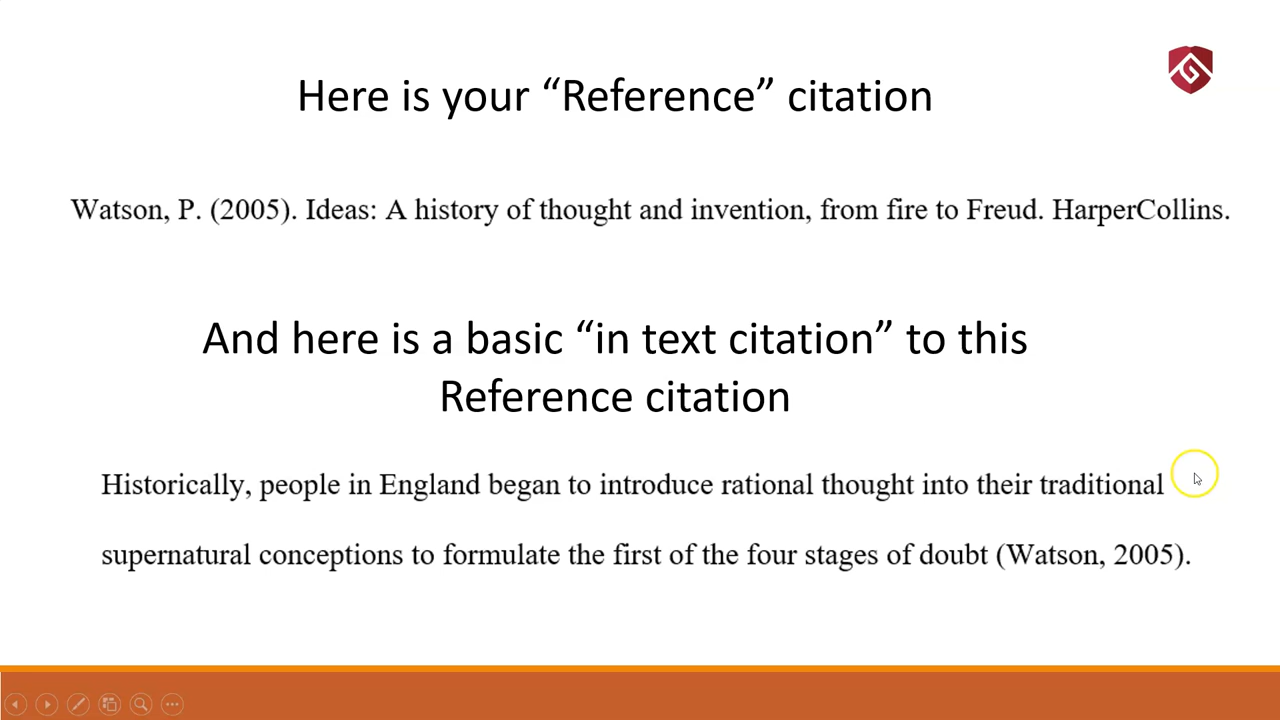 Here is your “Reference” citation
Watson, P. (2005). Ideas: A history of thought and invention, from fire to Freud. HarperCollins.
And here is a basic “in text citation” to this
Reference citation
Historically, people in England began to introduce rational thought into their traditional
supernatural conceptions to formulate the first of the four stages of doubt (Watson, 2005).